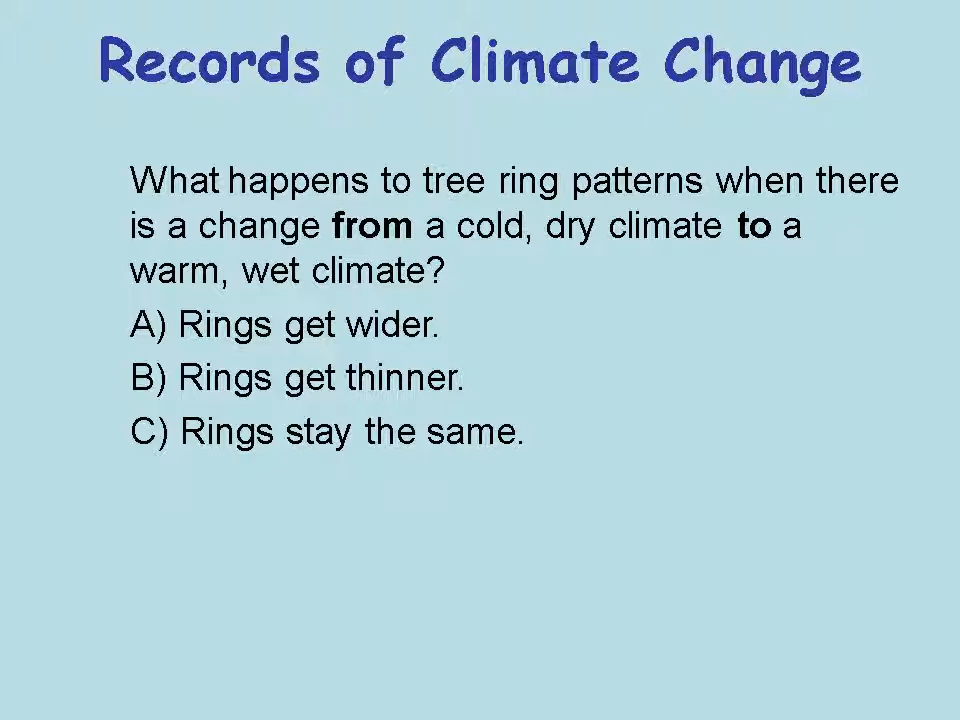 Records of Climate Change
What happens to tree ring patterns when there
is a change from a cold, dry climate to a
warm, wet climate?
A) Rings get wider.
B) Rings get thinner.
C) Rings stay the same.